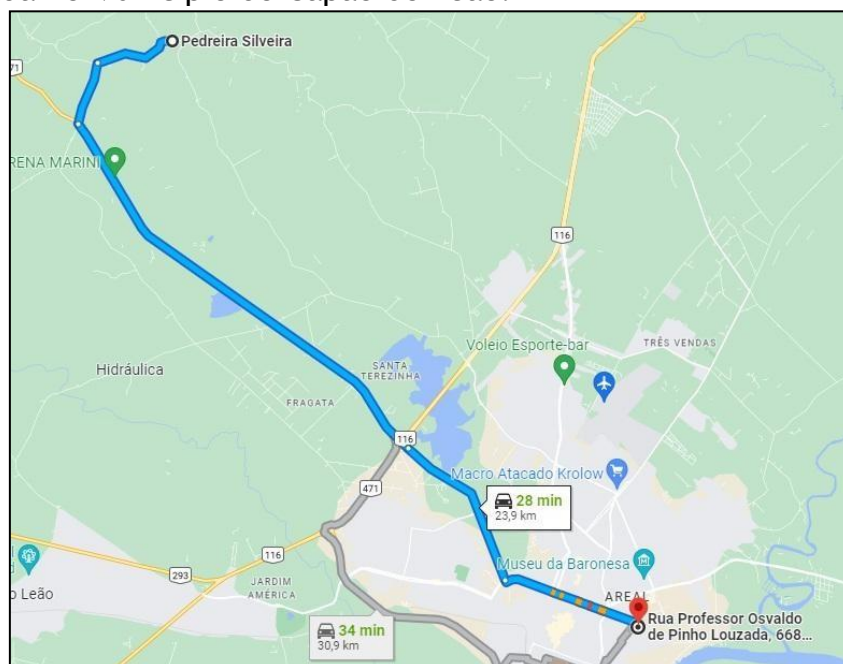 Pedreira Silveira
71
RENA MARINI
116
Voleio Esporte-bar
TRÊS VENDAS
Hidráulica
SANTA
TEREZINHA
FRAGATA
116
Macro Atacado Krolow
471
28 min
23,9 km
116
Museu da Baronesa
293
JARDIM
AMÉRICA
o Leão
AREAL
34 min
30,9 km
Rua Professor Osvaldo
de Pinho Louzada, 668...